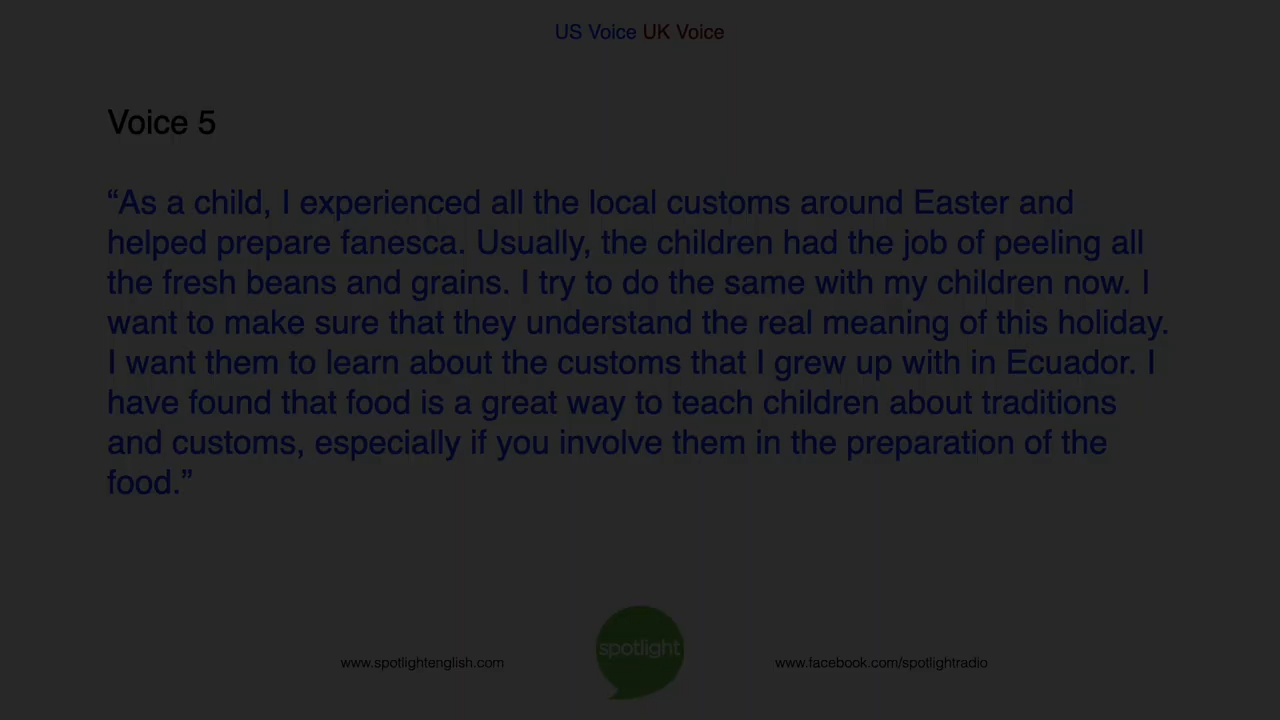 US Voice UK Voice
Voice 5
“As a child, I experienced all the local customs around Easter and
helped prepare fanesca. Usually, the children had the job of peeling all
the fresh beans and grains. I try to do the same with my children now. I
want to make sure that they understand the real meaning of this holiday.
I want them to learn about the customs that I grew up with in Ecuador. I
have found that food is a great way to teach children about traditions
and customs, especially if you involve them in the preparation of the
food.”
spotlight
www.spotlightenglish.com
www.facebook.com/spotlightradio